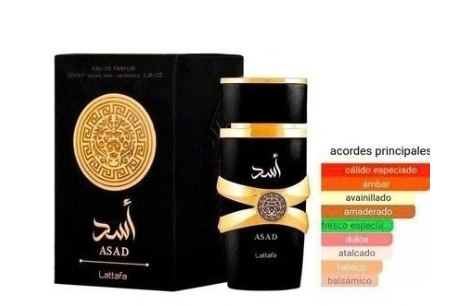 EAU DE PARFUM
أسد
ASAD
Lattafa
أسد
ASAD
Lattafa
acordes principales
cálido especiado
ámbar
avainillado
amaderado
fresco especiu...
dulce
atalcado
tabaco
balsámico